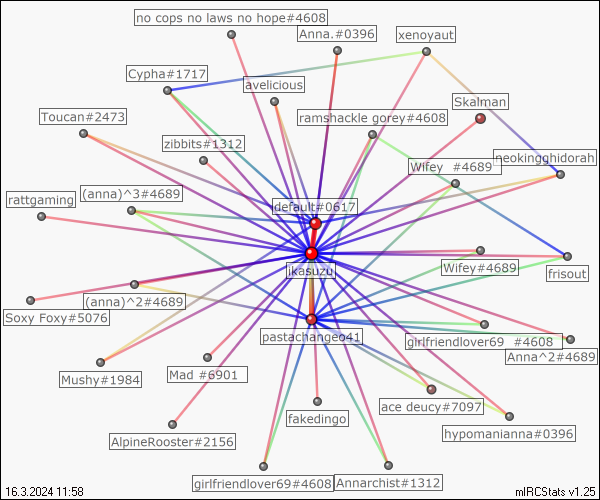 no cops no laws no hope#4608
Anna.#0396
xenoyaut
Cypha#1717
avelicious
Skalman
Toucan#2473
ramshackle gorey#4608
zibbits#1312
neokingghidorah
Wifey  #4689
(anna)^3#4689
rattgaming
default#0617
ikasuzu
Wifey#4689
frisout
(anna)^2#4689
Soxy Foxy#5076
pastachangeo41
girlfriendlover69  #4608
Anna^2#4689
Mushy#1984
Mad #6901
ace deucy#7097
fakedingo
hypomanianna#0396
AlpineRooster#2156
girlfriendlover69#4608
Annarchist#1312
16.3.2024 11:58
mIRCStats v1.25